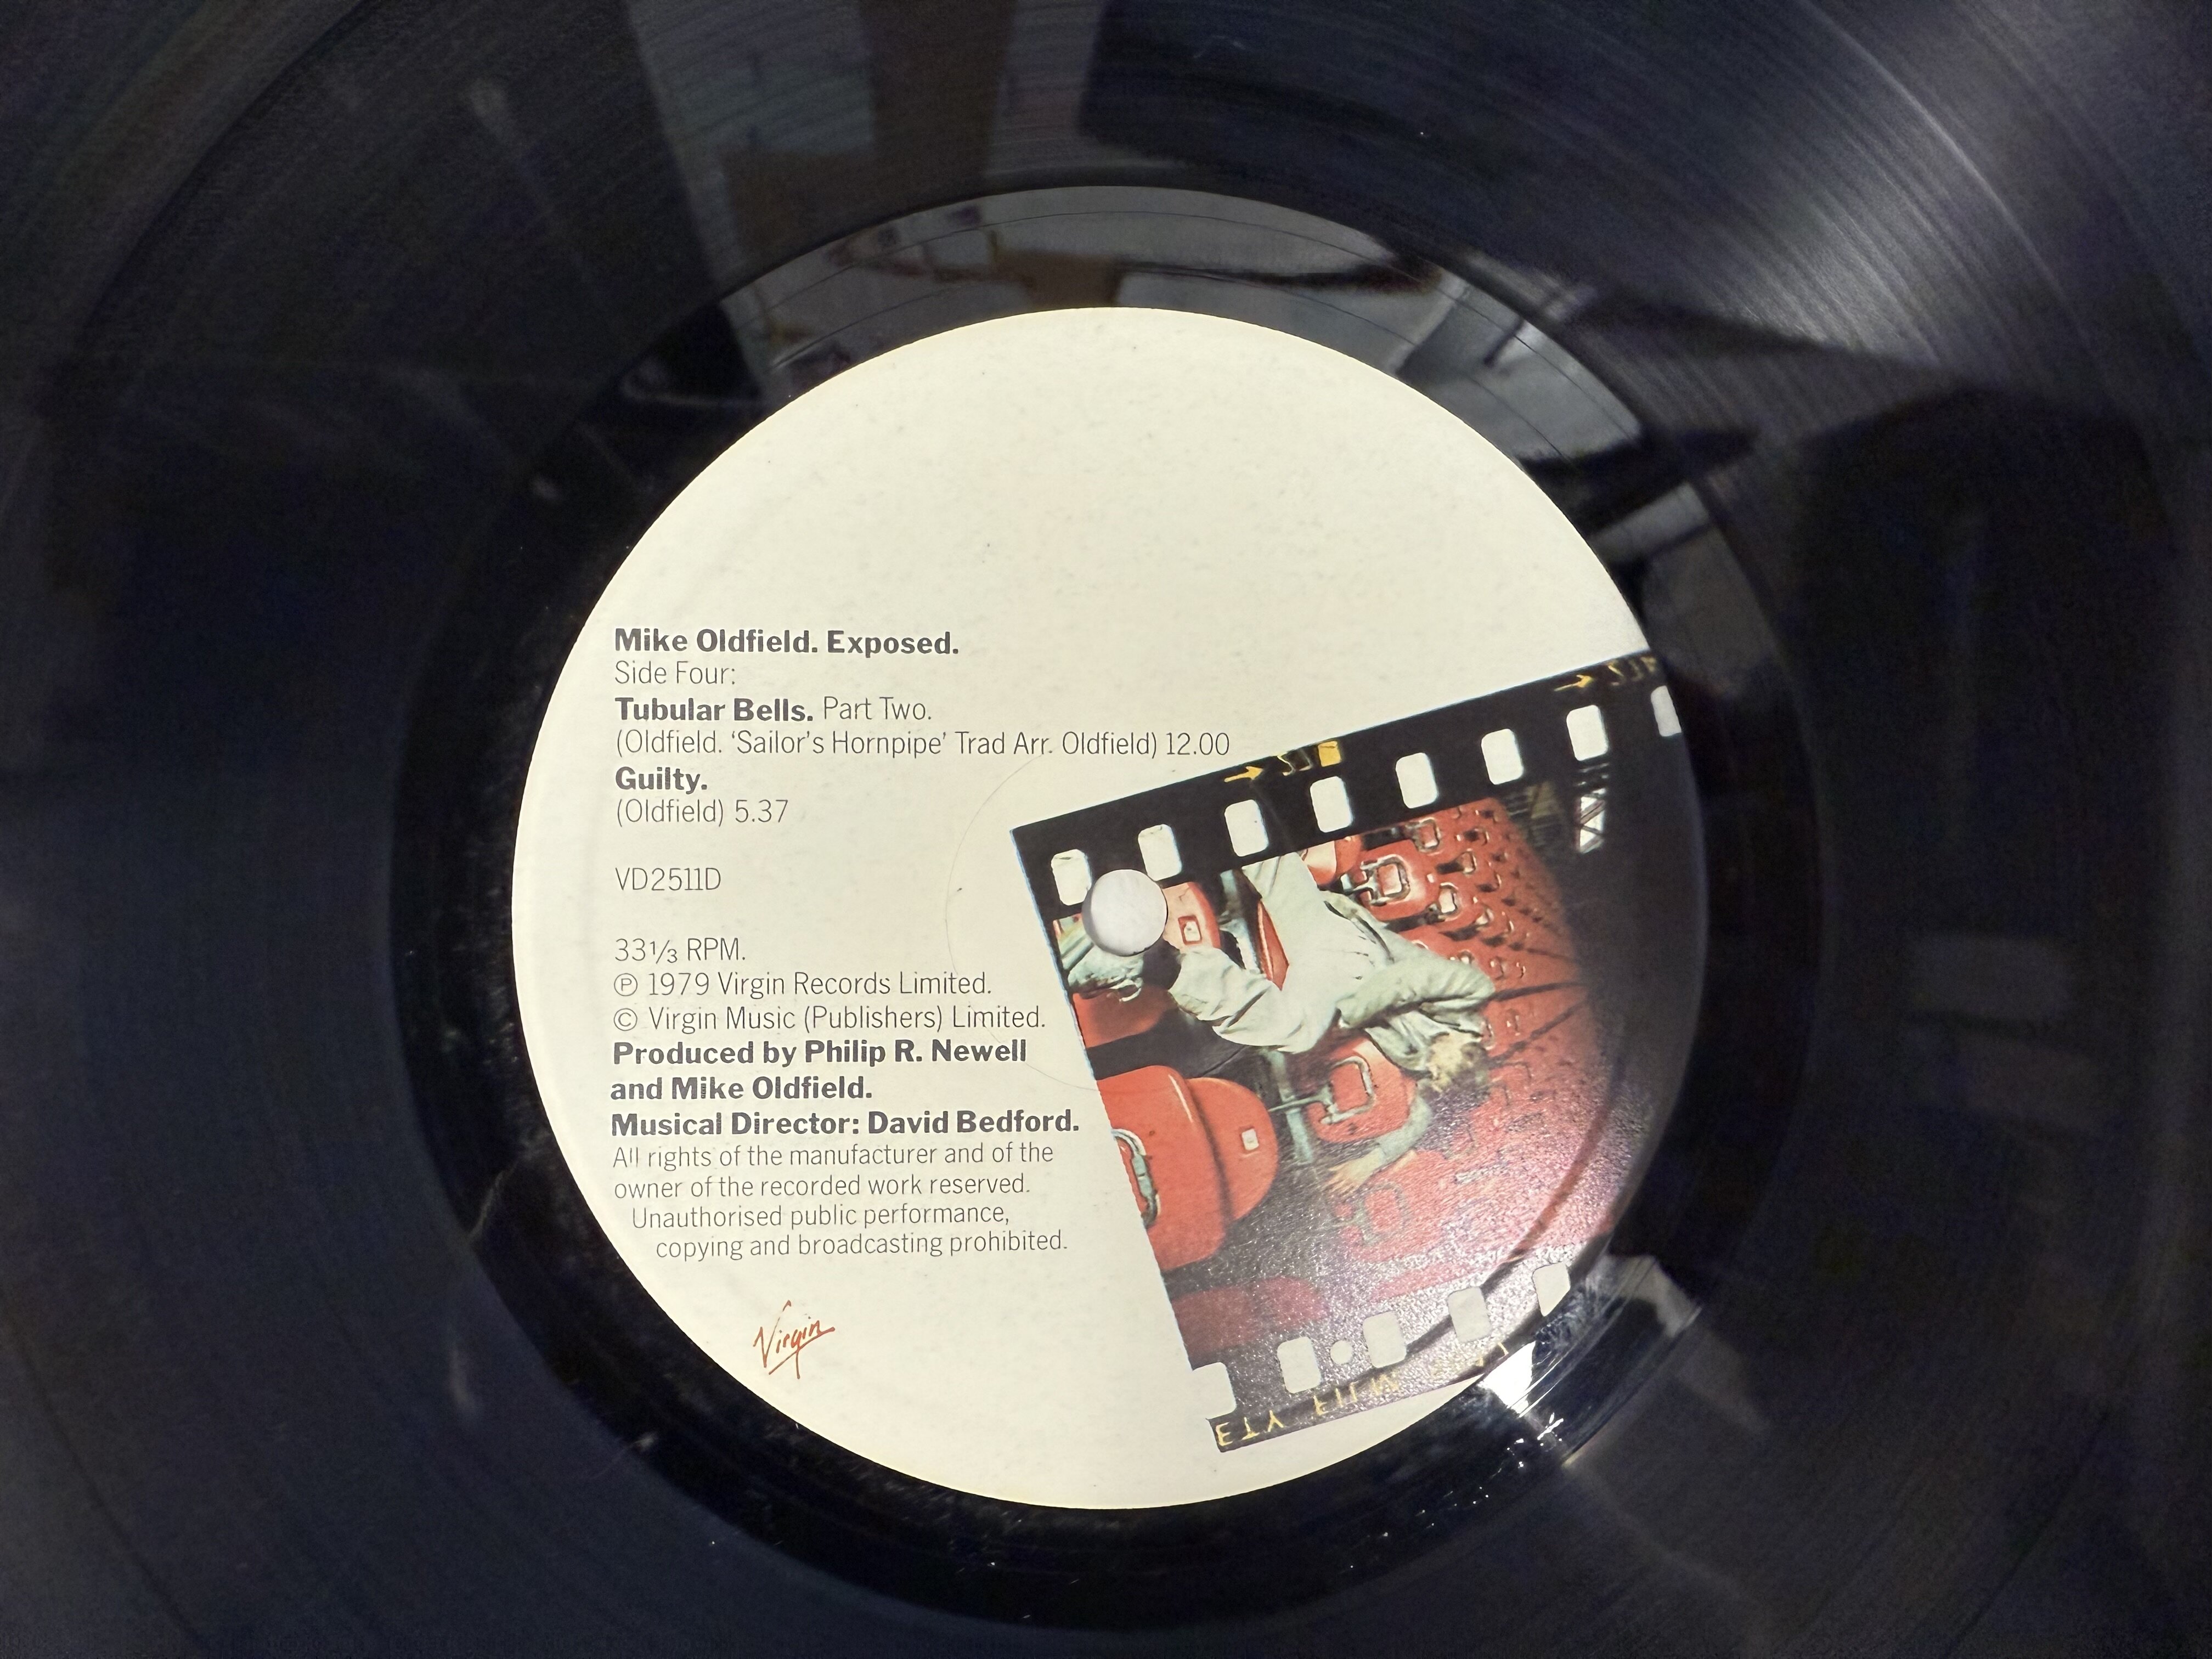 Mike Oldfield. Exposed.
Side Four:
Tubular Bells. Part Two.
(Oldfield. ‘Sailor’s Hornpipe’ Trad Arr. Oldfield) 12.00
Guilty.
(Oldfield) 5.37
VD2511D
33⅓ RPM.
Ⓟ 1979 Virgin Records Limited.
© Virgin Music (Publishers) Limited.
Produced by Philip R. Newell
and Mike Oldfield.
Musical Director: David Bedford.
All rights of the manufacturer and of the
owner of the recorded work reserved.
Unauthorised public performance,
copying and broadcasting prohibited.
Virgin